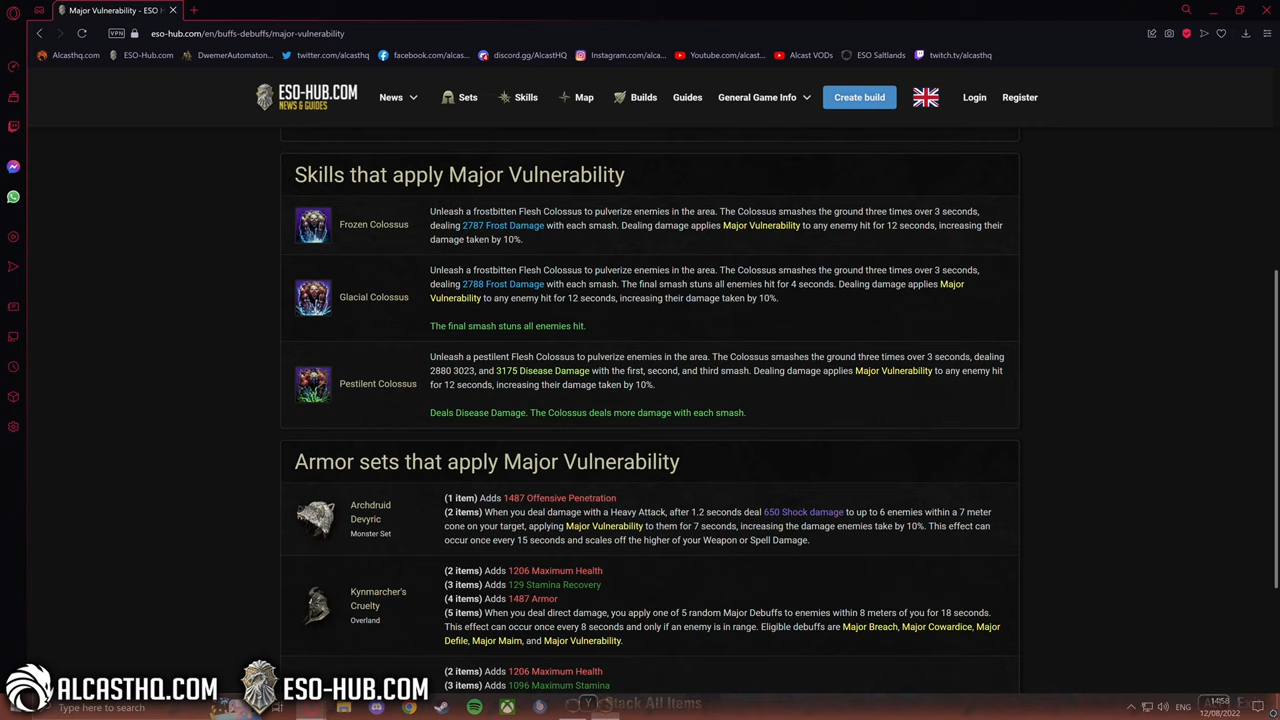 Major Vulnerability - ESO H
eso-hub.com/en/buffs-debuffs/major-vulnerability
VPN
Alcasthq.com
ESO-Hub.com
DwemerAutomaton...
twitter.com/alcasthq
facebook.com/alcas...
discord.gg/AlcastHQ
Instagram.com/alca...
Youtube.com/alcast...
Alcast VODs
ESO Saltlands
twitch.tv/alcasthq
ESO-HUB.COM
NEWS & GUIDES
News
Sets
Skills
Map
Builds
Guides
General Game Info
Create build
Login
Register
Skills that apply Major Vulnerability
Frozen Colossus
Unleash a frostbitten Flesh Colossus to pulverize enemies in the area. The Colossus smashes the ground three times over 3 seconds,
dealing 2787 Frost Damage with each smash. Dealing damage applies Major Vulnerability to any enemy hit for 12 seconds, increasing their
damage taken by 10%.
Glacial Colossus
Unleash a frostbitten Flesh Colossus to pulverize enemies in the area. The Colossus smashes the ground three times over 3 seconds,
dealing 2788 Frost Damage with each smash. The final smash stuns all enemies hit for 4 seconds. Dealing damage applies Major
Vulnerability to any enemy hit for 12 seconds, increasing their damage taken by 10%.
The final smash stuns all enemies hit.
Pestilent Colossus
Unleash a pestilent Flesh Colossus to pulverize enemies in the area. The Colossus smashes the ground three times over 3 seconds, dealing
2880 3023, and 3175 Disease Damage with the first, second, and third smash. Dealing damage applies Major Vulnerability to any enemy hit
for 12 seconds, increasing their damage taken by 10%.
Deals Disease Damage. The Colossus deals more damage with each smash.
Armor sets that apply Major Vulnerability
Archdruid
Devyric
Monster Set
(1 item) Adds 1487 Offensive Penetration
(2 items) When you deal damage with a Heavy Attack, after 1.2 seconds deal 650 Shock damage to up to 6 enemies within a 7 meter
cone on your target, applying Major Vulnerability to them for 7 seconds, increasing the damage enemies take by 10%. This effect can
occur once every 15 seconds and scales off the higher of your Weapon or Spell Damage.
Kynmarcher's
Cruelty
Overland
(2 items) Adds 1206 Maximum Health
(3 items) Adds 129 Stamina Recovery
(4 items) Adds 1487 Armor
(5 items) When you deal direct damage, you apply one of 5 random Major Debuffs to enemies within 8 meters of you for 18 seconds.
This effect can occur once every 8 seconds and only if an enemy is in range. Eligible debuffs are Major Breach, Major Cowardice, Major
Defile, Major Maim, and Major Vulnerability.
(2 items) Adds 1206 Maximum Health
(3 items) Adds 1096 Maximum Stamina
ALCASTHQ.COM
ESO-HUB.COM
Type here to search
Y
Stack All Items
ENG
14:58
12/08/2022